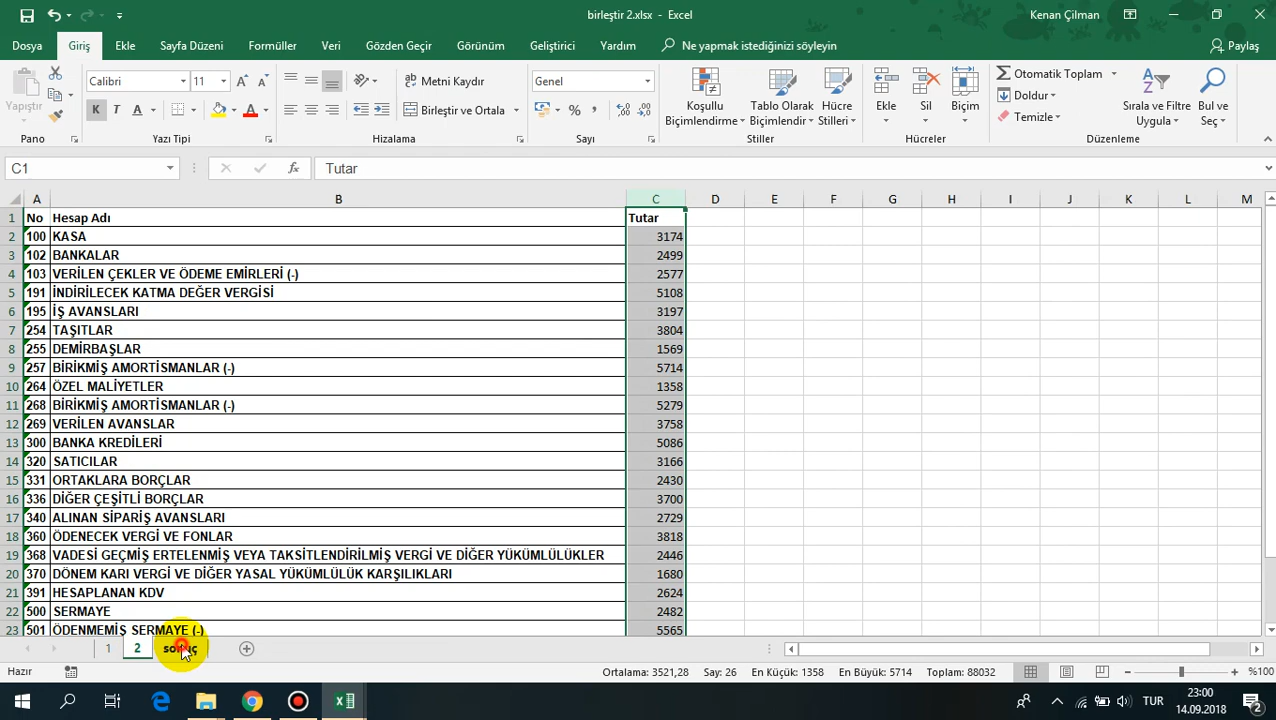 birleştir 2.xlsx - Excel
Kenan Çilman
Dosya Giriş Ekle Sayfa Düzeni Formüller Veri Gözden Geçir Görünüm Geliştirici Yardım Ne yapmak istediğinizi söyleyin Paylaş
Yapıştır
Calibri 11
Metni Kaydır
Genel
Koşullu Biçimlendirme
Tablo Olarak Biçimlendir
Hücre Stilleri
Ekle
Sil
Biçim
Otomatik Toplam
Doldur
Temizle
Sırala ve Filtre Uygula
Bul ve Seç
K T A
Birleştir ve Ortala
Pano Yazı Tipi Hizalama Sayı Stiller Hücreler Düzenleme
C1 fx Tutar
A B C D E F G H I J K L M
1 No Hesap Adı Tutar
2 100 KASA 3174
3 102 BANKALAR 2499
4 103 VERİLEN ÇEKLER VE ÖDEME EMİRLERİ (-) 2577
5 191 İNDİRİLECEK KATMA DEĞER VERGİSİ 5108
6 195 İŞ AVANSLARI 3197
7 254 TAŞITLAR 3804
8 255 DEMİRBAŞLAR 1569
9 257 BİRİKMİŞ AMORTİSMANLAR (-) 5714
10 264 ÖZEL MALİYETLER 1358
11 268 BİRİKMİŞ AMORTİSMANLAR (-) 5279
12 269 VERİLEN AVANSLAR 3758
13 300 BANKA KREDİLERİ 5086
14 320 SATICILAR 3166
15 331 ORTAKLARA BORÇLAR 2430
16 336 DİĞER ÇEŞİTLİ BORÇLAR 3700
17 340 ALINAN SİPARİŞ AVANSLARI 2729
18 360 ÖDENECEK VERGİ VE FONLAR 3818
19 368 VADESİ GEÇMİŞ ERTELENMİŞ VEYA TAKSİTLENDİRİLMİŞ VERGİ VE DİĞER YÜKÜMLÜLÜKLER 2446
20 370 DÖNEM KARI VERGİ VE DİĞER YASAL YÜKÜMLÜLÜK KARŞILIKLARI 1680
21 391 HESAPLANAN KDV 2624
22 500 SERMAYE 2482
23 501 ÖDENMEMİŞ SERMAYE (-) 5565
1 2 sonuç
Hazır Ortalama: 3521,28 Say: 26 En Küçük: 1358 En Büyük: 5714 Toplam: 88032 %100
TUR
23:00
14.09.2018
2